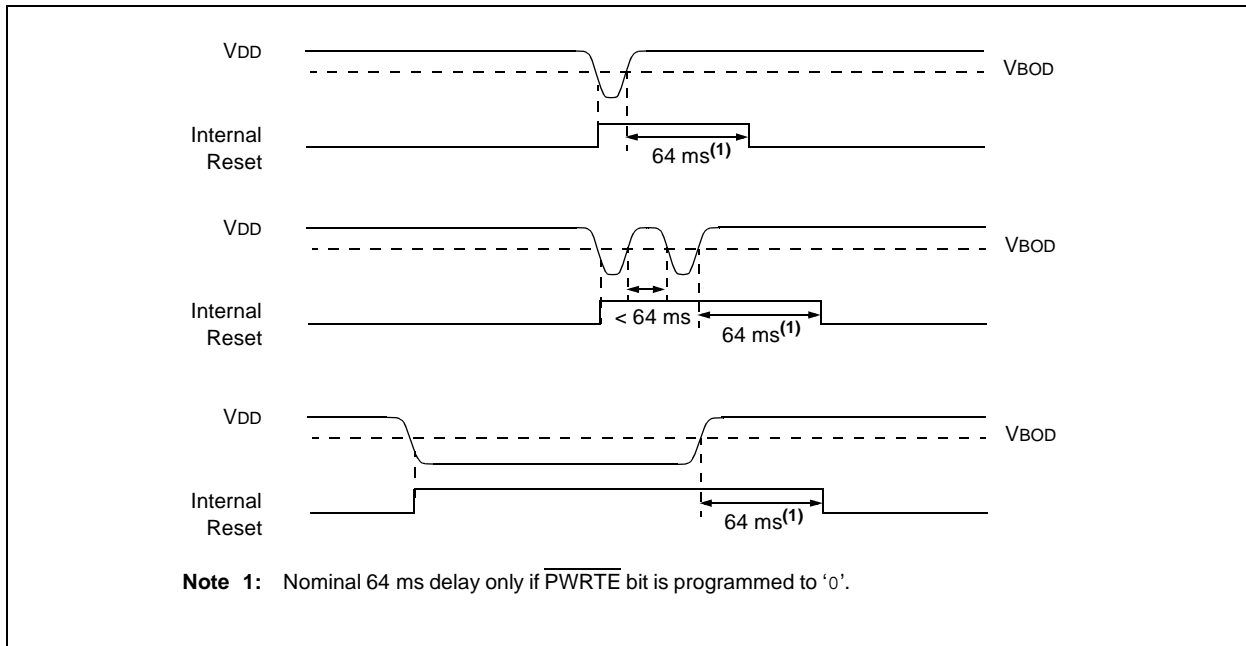 VDD
VBOD
Internal
Reset
64 ms(1)
VDD
VBOD
Internal
Reset
< 64 ms
64 ms(1)
VDD
VBOD
Internal
Reset
64 ms(1)
Note 1: Nominal 64 ms delay only if PWRTE bit is programmed to ‘0’.